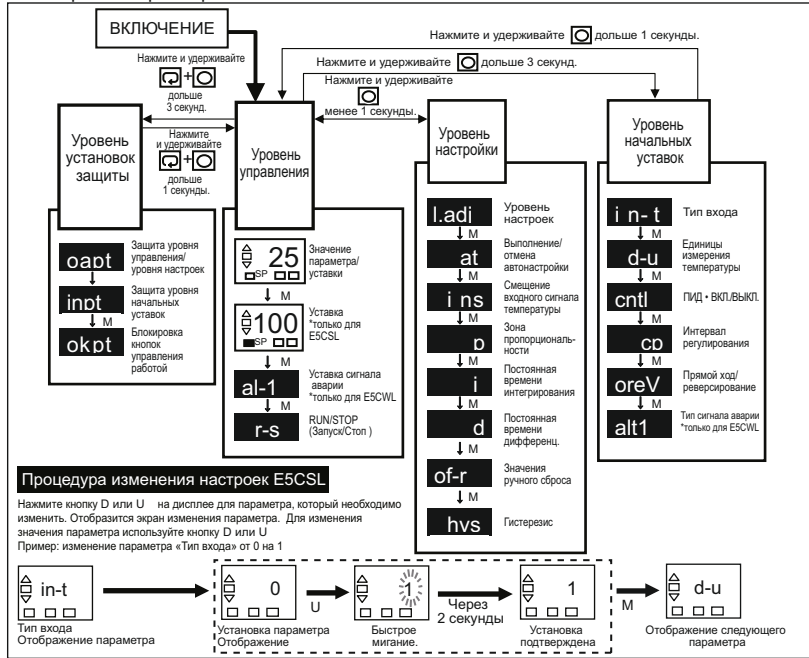 ВКЛЮЧЕНИЕ
Нажмите и удерживайте
+
дольше
3 секунд.
Нажмите
и удерживайте
+
дольше
1 секунды.
Нажмите и удерживайте дольше 1 секунды.
Нажмите и удерживайте дольше 3 секунд.
Нажмите и удерживайте
менее 1 секунды.
Уровень
установок
защиты
Уровень
управления
Уровень
настройки
Уровень
начальных
уставок
oapt
Защита уровня
управления/
уровня настроек
inpt
Защита уровня
начальных
уставок
M
okpt
Блокировка
кнопок
управления
работой
25
SP
Значение
параметра/
уставки
M
100
SP
Уставка
*только для
E5CSL
M
al-1
Уставка сигнала
аварии
*только для E5CWL
M
r-s
RUN/STOP
(Запуск/Стоп )
l.adj
Уровень
настроек
M
at
Выполнение/
отмена
автонастройки
M
ins
Смещение
входного сигнала
температуры
M
p
Зона
пропорциональ-
ности
M
i
Постоянная
времени
интегрирования
M
d
Постоянная
времени
дифференц.
M
of-r
Значения
ручного сброса
M
hys
Гистерезис
in-t
Тип входа
M
d-u
Единицы
измерения
температуры
M
cntl
ПИД • ВКЛ./ВЫКЛ.
M
cp
Интервал
регулирования
M
oreV
Прямой ход/
реверсирование
M
alt1
Тип сигнала аварии
*только для E5CWL
Процедура изменения настроек E5CSL
Нажмите кнопку D или U на дисплее для параметра, который необходимо
изменить. Отобразится экран изменения параметра. Для изменения
значения параметра используйте кнопку D или U
Пример: изменение параметра «Тип входа» от 0 на 1
in-t
Тип входа
Отображение параметра
0
Установка параметра
Отображение
U
1
Быстрое
мигание.
Через
2 секунды
1
Установка
подтверждена
M
d-u
Отображение следующего
параметра